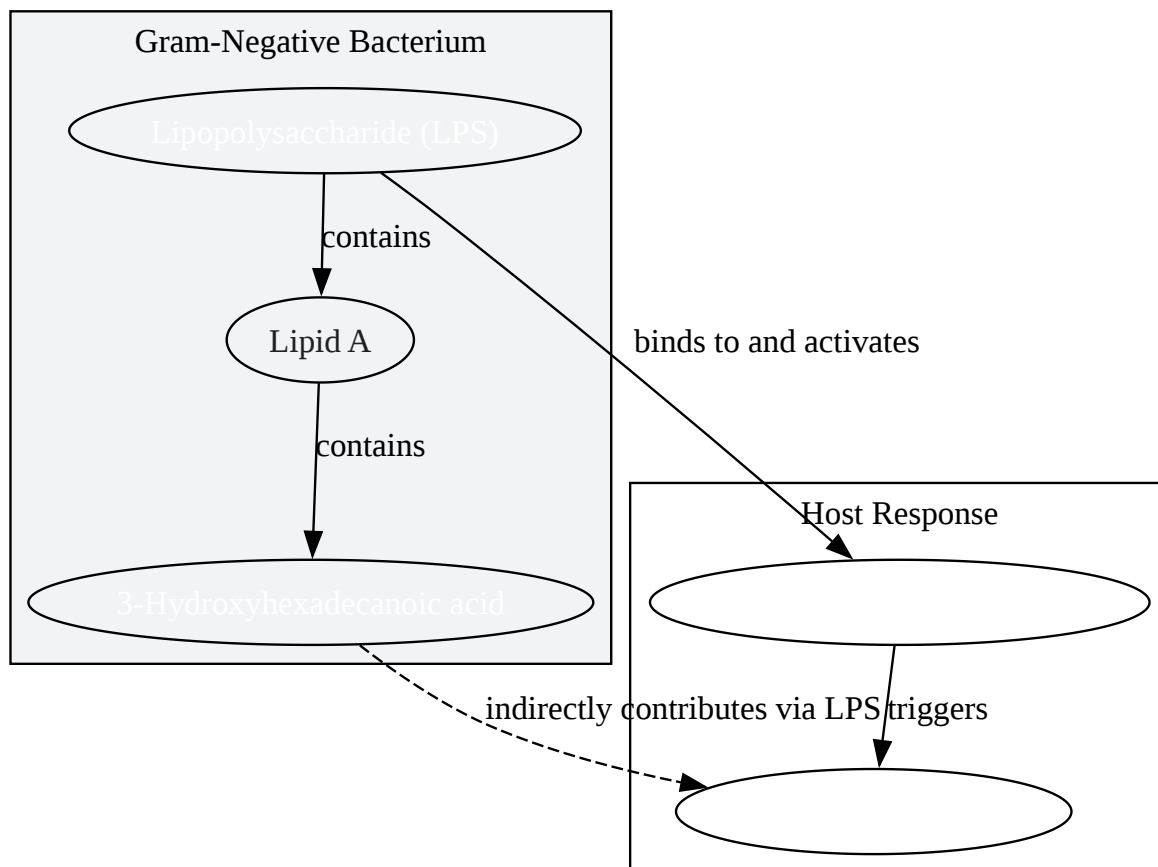 Gram-Negative Bacterium
Lipopolysaccharide (LPS)
contains
Lipid A
binds to and activates
contains
Host Response
3-Hydroxyhexadecanoic acid
indirectly contributes via LPS
triggers